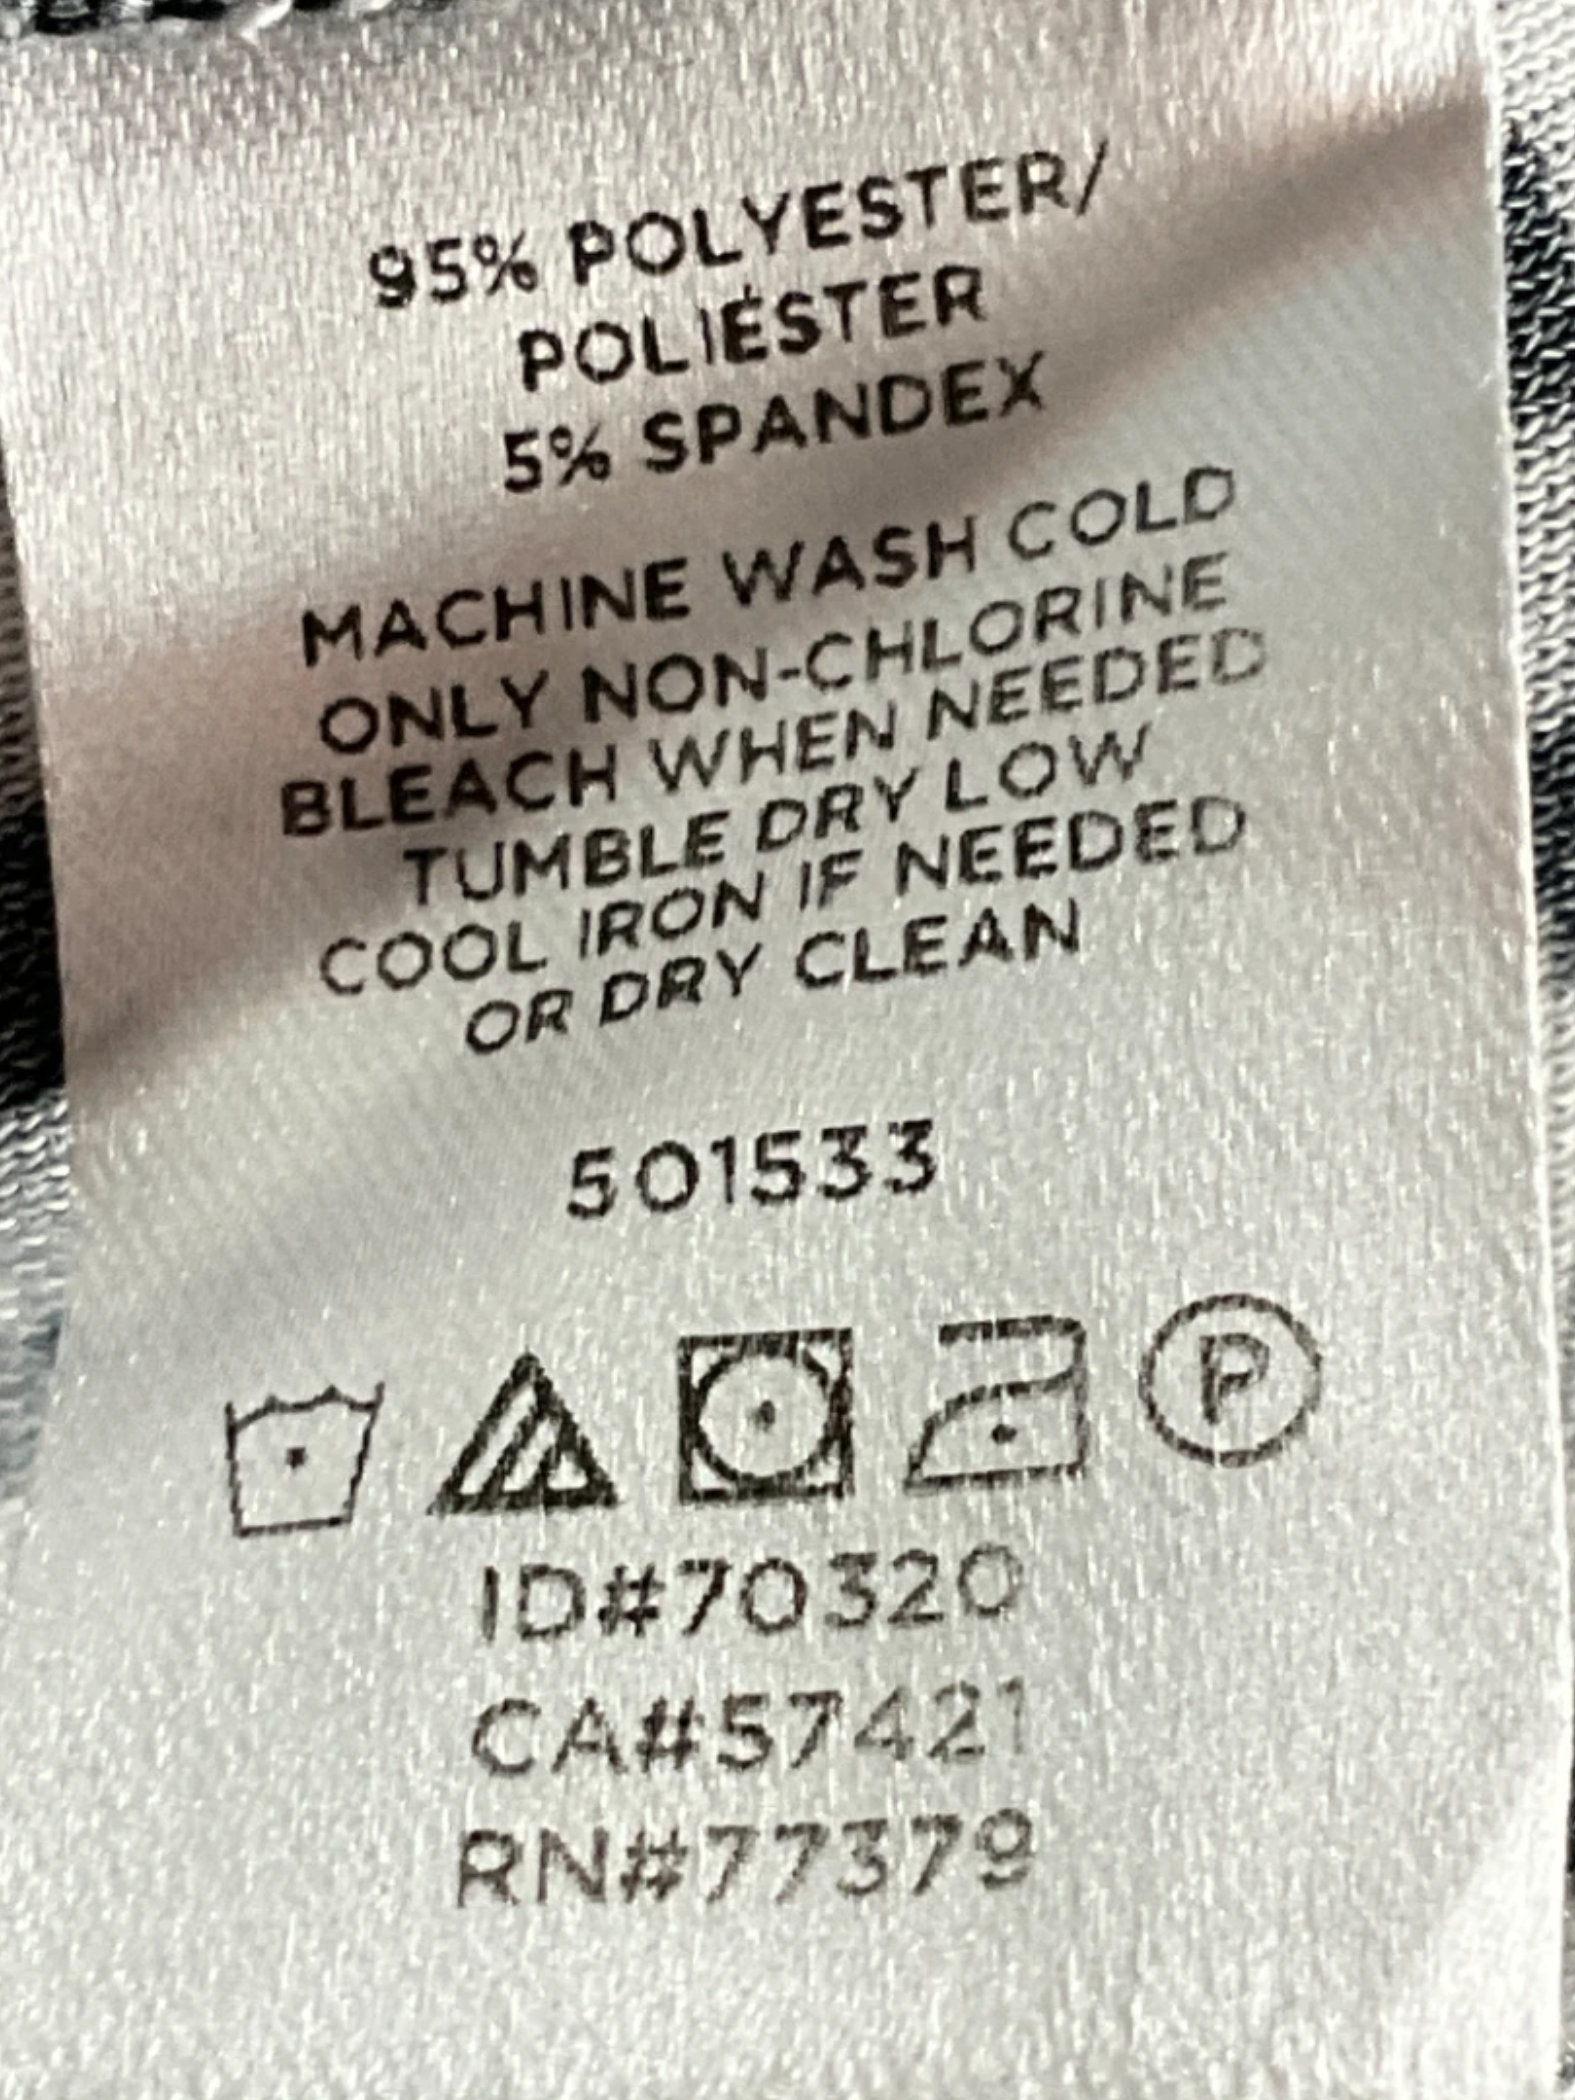 95% POLYESTER/
POLIÉSTER
5% SPANDEX
MACHINE WASH COLD
ONLY NON-CHLORINE
BLEACH WHEN NEEDED
TUMBLE DRY LOW
COOL IRON IF NEEDED
OR DRY CLEAN
501533
P
ID#70320
CA#57421
RN#77379